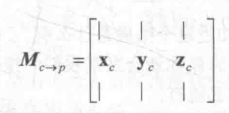 M_{c→p} = [ | | | ; x_c y_c z_c ; | | | ]